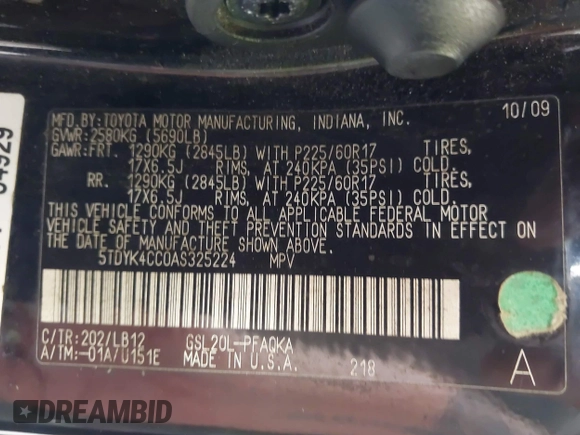 MFD.BY:TOYOTA MOTOR MANUFACTURING, INDIANA, INC. 10/09
GVWR:2580KG (5690LB)
GAWR:FRT. 1290KG (2845LB) WITH P225/60R17 TIRES,
17X6.5J RIMS, AT 240KPA (35PSI) COLD.
RR. 1290KG (2845LB) WITH P225/60R17 TIRES,
17X6.5J RIMS, AT 240KPA (35PSI) COLD.
THIS VEHICLE CONFORMS TO ALL APPLICABLE FEDERAL MOTOR
VEHICLE SAFETY AND THEFT PREVENTION STANDARDS IN EFFECT ON
THE DATE OF MANUFACTURE SHOWN ABOVE.
5TDYK4CC0AS325224 MPV
C/TR:202/LB12 GSL20L-PFAQKA
A/TM:-01A/U151E MADE IN U.S.A. 218 A
DREAMBID